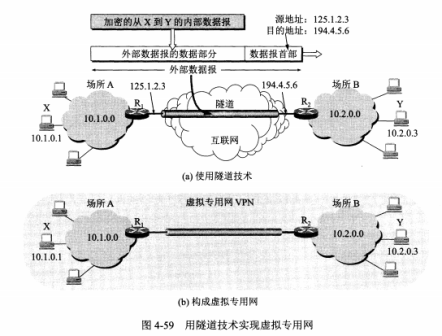 加密的从 X 到 Y 的内部数据报
源地址：125.1.2.3
目的地址：194.4.5.6
外部数据报的数据部分
数据报首部
外部数据报
场所 A
125.1.2.3
隧道
194.4.5.6
场所 B
X
R1
R2
Y
10.1.0.0
10.2.0.0
10.1.0.1
互联网
10.2.0.3
(a) 使用隧道技术
场所 A
虚拟专用网 VPN
场所 B
X
R1
R2
Y
10.1.0.0
10.2.0.0
10.1.0.1
10.2.0.3
(b) 构成虚拟专用网
图 4-59 用隧道技术实现虚拟专用网